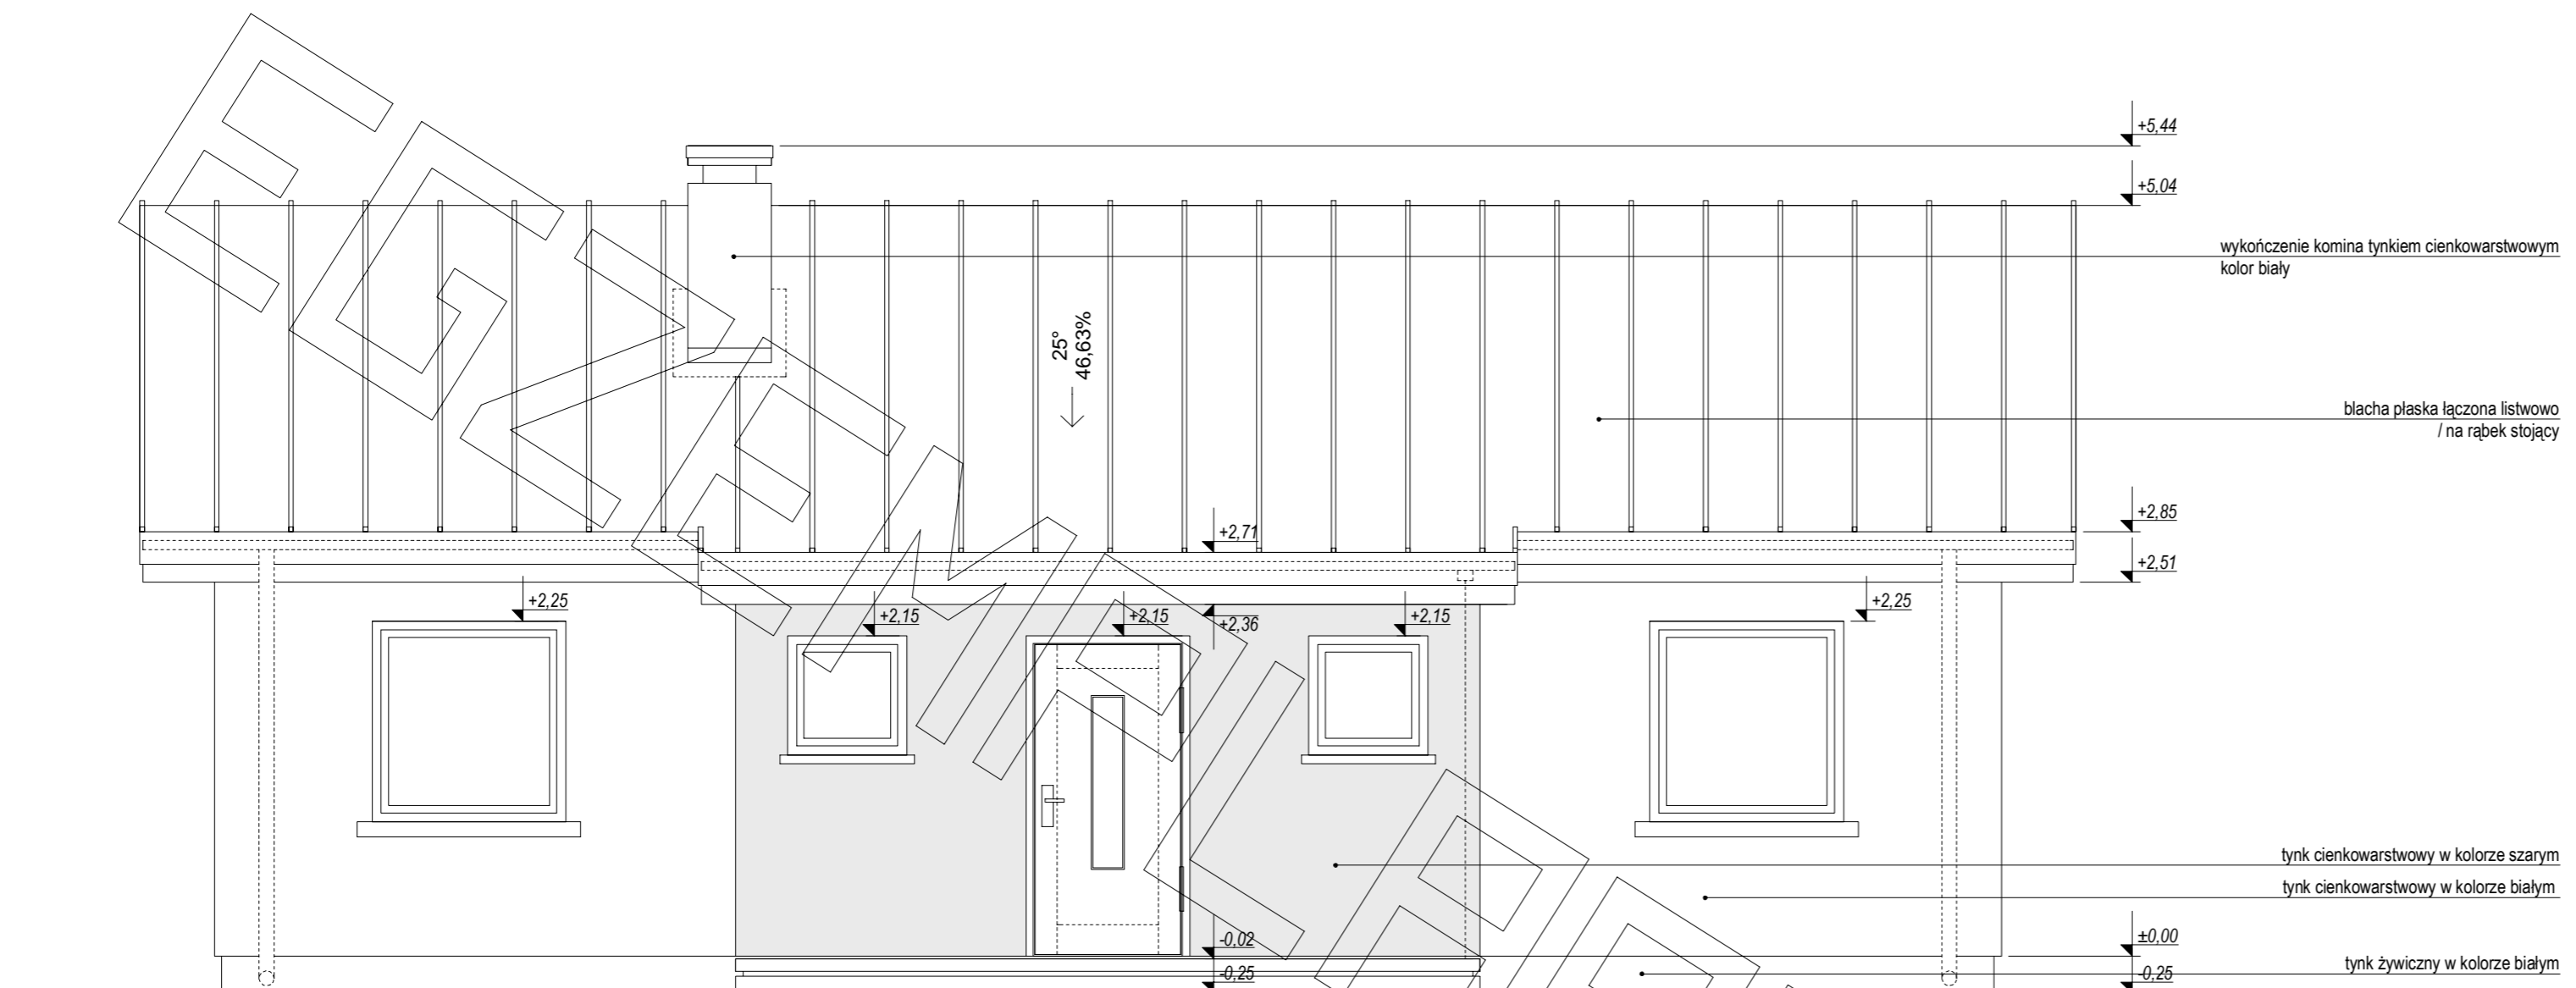 +5,44
+5,04
wykończenie komina tynkiem cienkowarstwowym
kolor biały
25°
46,63%
blacha płaska łączona listwowo
/ na rąbek stojący
+2,85
+2,71
+2,51
+2,25
+2,15
+2,15
+2,36
+2,15
+2,25
tynk cienkowarstwowy w kolorze szarym
tynk cienkowarstwowy w kolorze białym
-0,02
±0,00
tynk żywiczny w kolorze białym
-0,25
-0,25